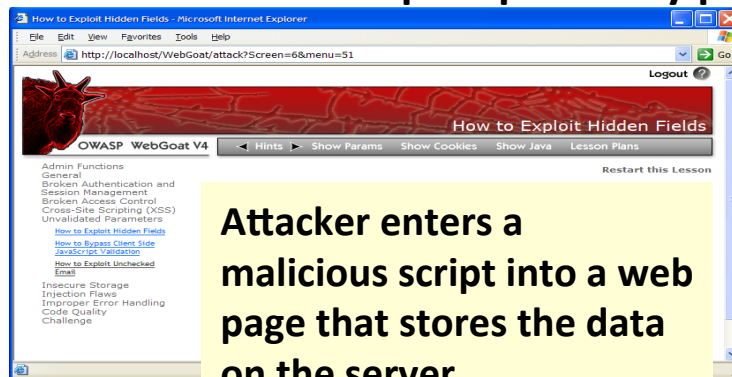 How to Exploit Hidden Fields - Microsoft Internet Explorer
File Edit View Favorites Tools Help
Address http://localhost/WebGoat/attack?Screen=6&menu=51 Go
Logout ?
How to Exploit Hidden Fields
OWASP WebGoat V4 Hints Show Params Show Cookies Show Java Lesson Plans
Restart this Lesson
Admin Functions
General
Broken Authentication and
Session Management
Broken Access Control
Cross-Site Scripting (XSS)
Unvalidated Parameters
How to Exploit Hidden Fields
How to Bypass Client Side
JavaScript Validation
How to Exploit Unchecked
Email
Insecure Storage
Injection Flaws
Improper Error Handling
Code Quality
Challenge
Attacker enters a
malicious script into a web
page that stores the data
on the server